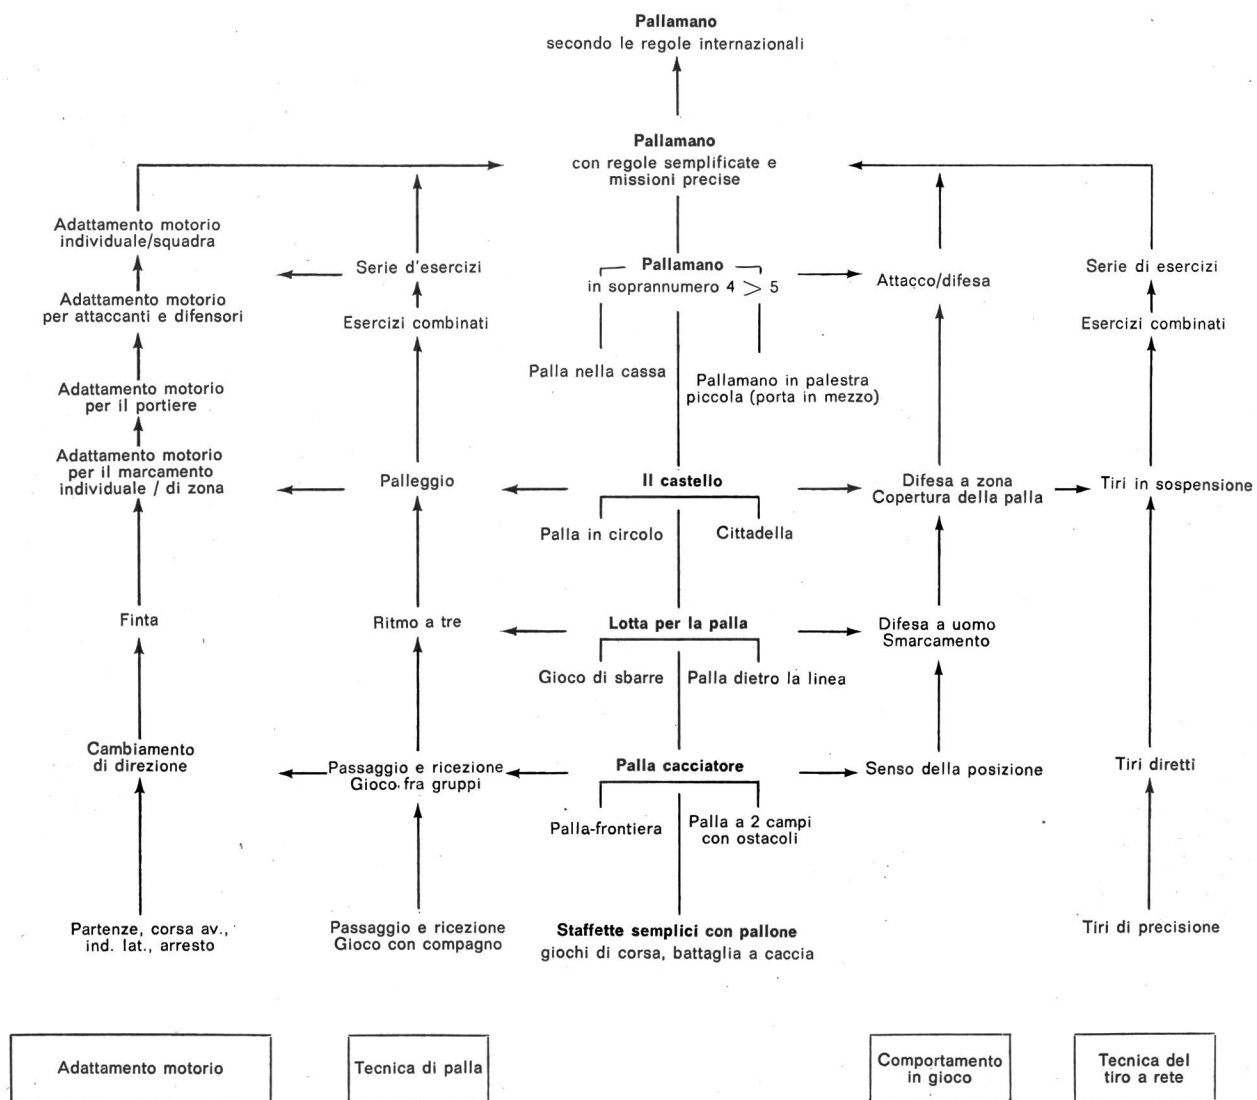 Pallamano
secondo le regole internazionali
Pallamano
con regole semplificate e
missioni precise
Adattamento motorio
individuale/squadra
Serie d'esercizi
Pallamano
in soprannumero 4 > 5
Attacco/difesa
Serie di esercizi
Adattamento motorio
per attaccanti e difensori
Esercizi combinati
Esercizi combinati
Palla nella cassa
Pallamano in palestra
piccola (porta in mezzo)
Adattamento motorio
per il portiere
Adattamento motorio
per il marcamento
individuale / di zona
Palleggio
Il castello
Difesa a zona
Copertura della palla
Tiri in sospensione
Palla in circolo
Cittadella
Finta
Ritmo a tre
Lotta per la palla
Difesa a uomo
Smarcamento
Gioco di sbarre
Palla dietro la linea
Cambiamento
di direzione
Passaggio e ricezione
Gioco fra gruppi
Palla cacciatore
Senso della posizione
Tiri diretti
Palla-frontiera
Palla a 2 campi
con ostacoli
Partenze, corsa av.,
ind. lat., arresto
Passaggio e ricezione
Gioco con compagno
Staffette semplici con pallone
giochi di corsa, battaglia a caccia
Tiri di precisione
Adattamento motorio
Tecnica di palla
Comportamento
in gioco
Tecnica del
tiro a rete